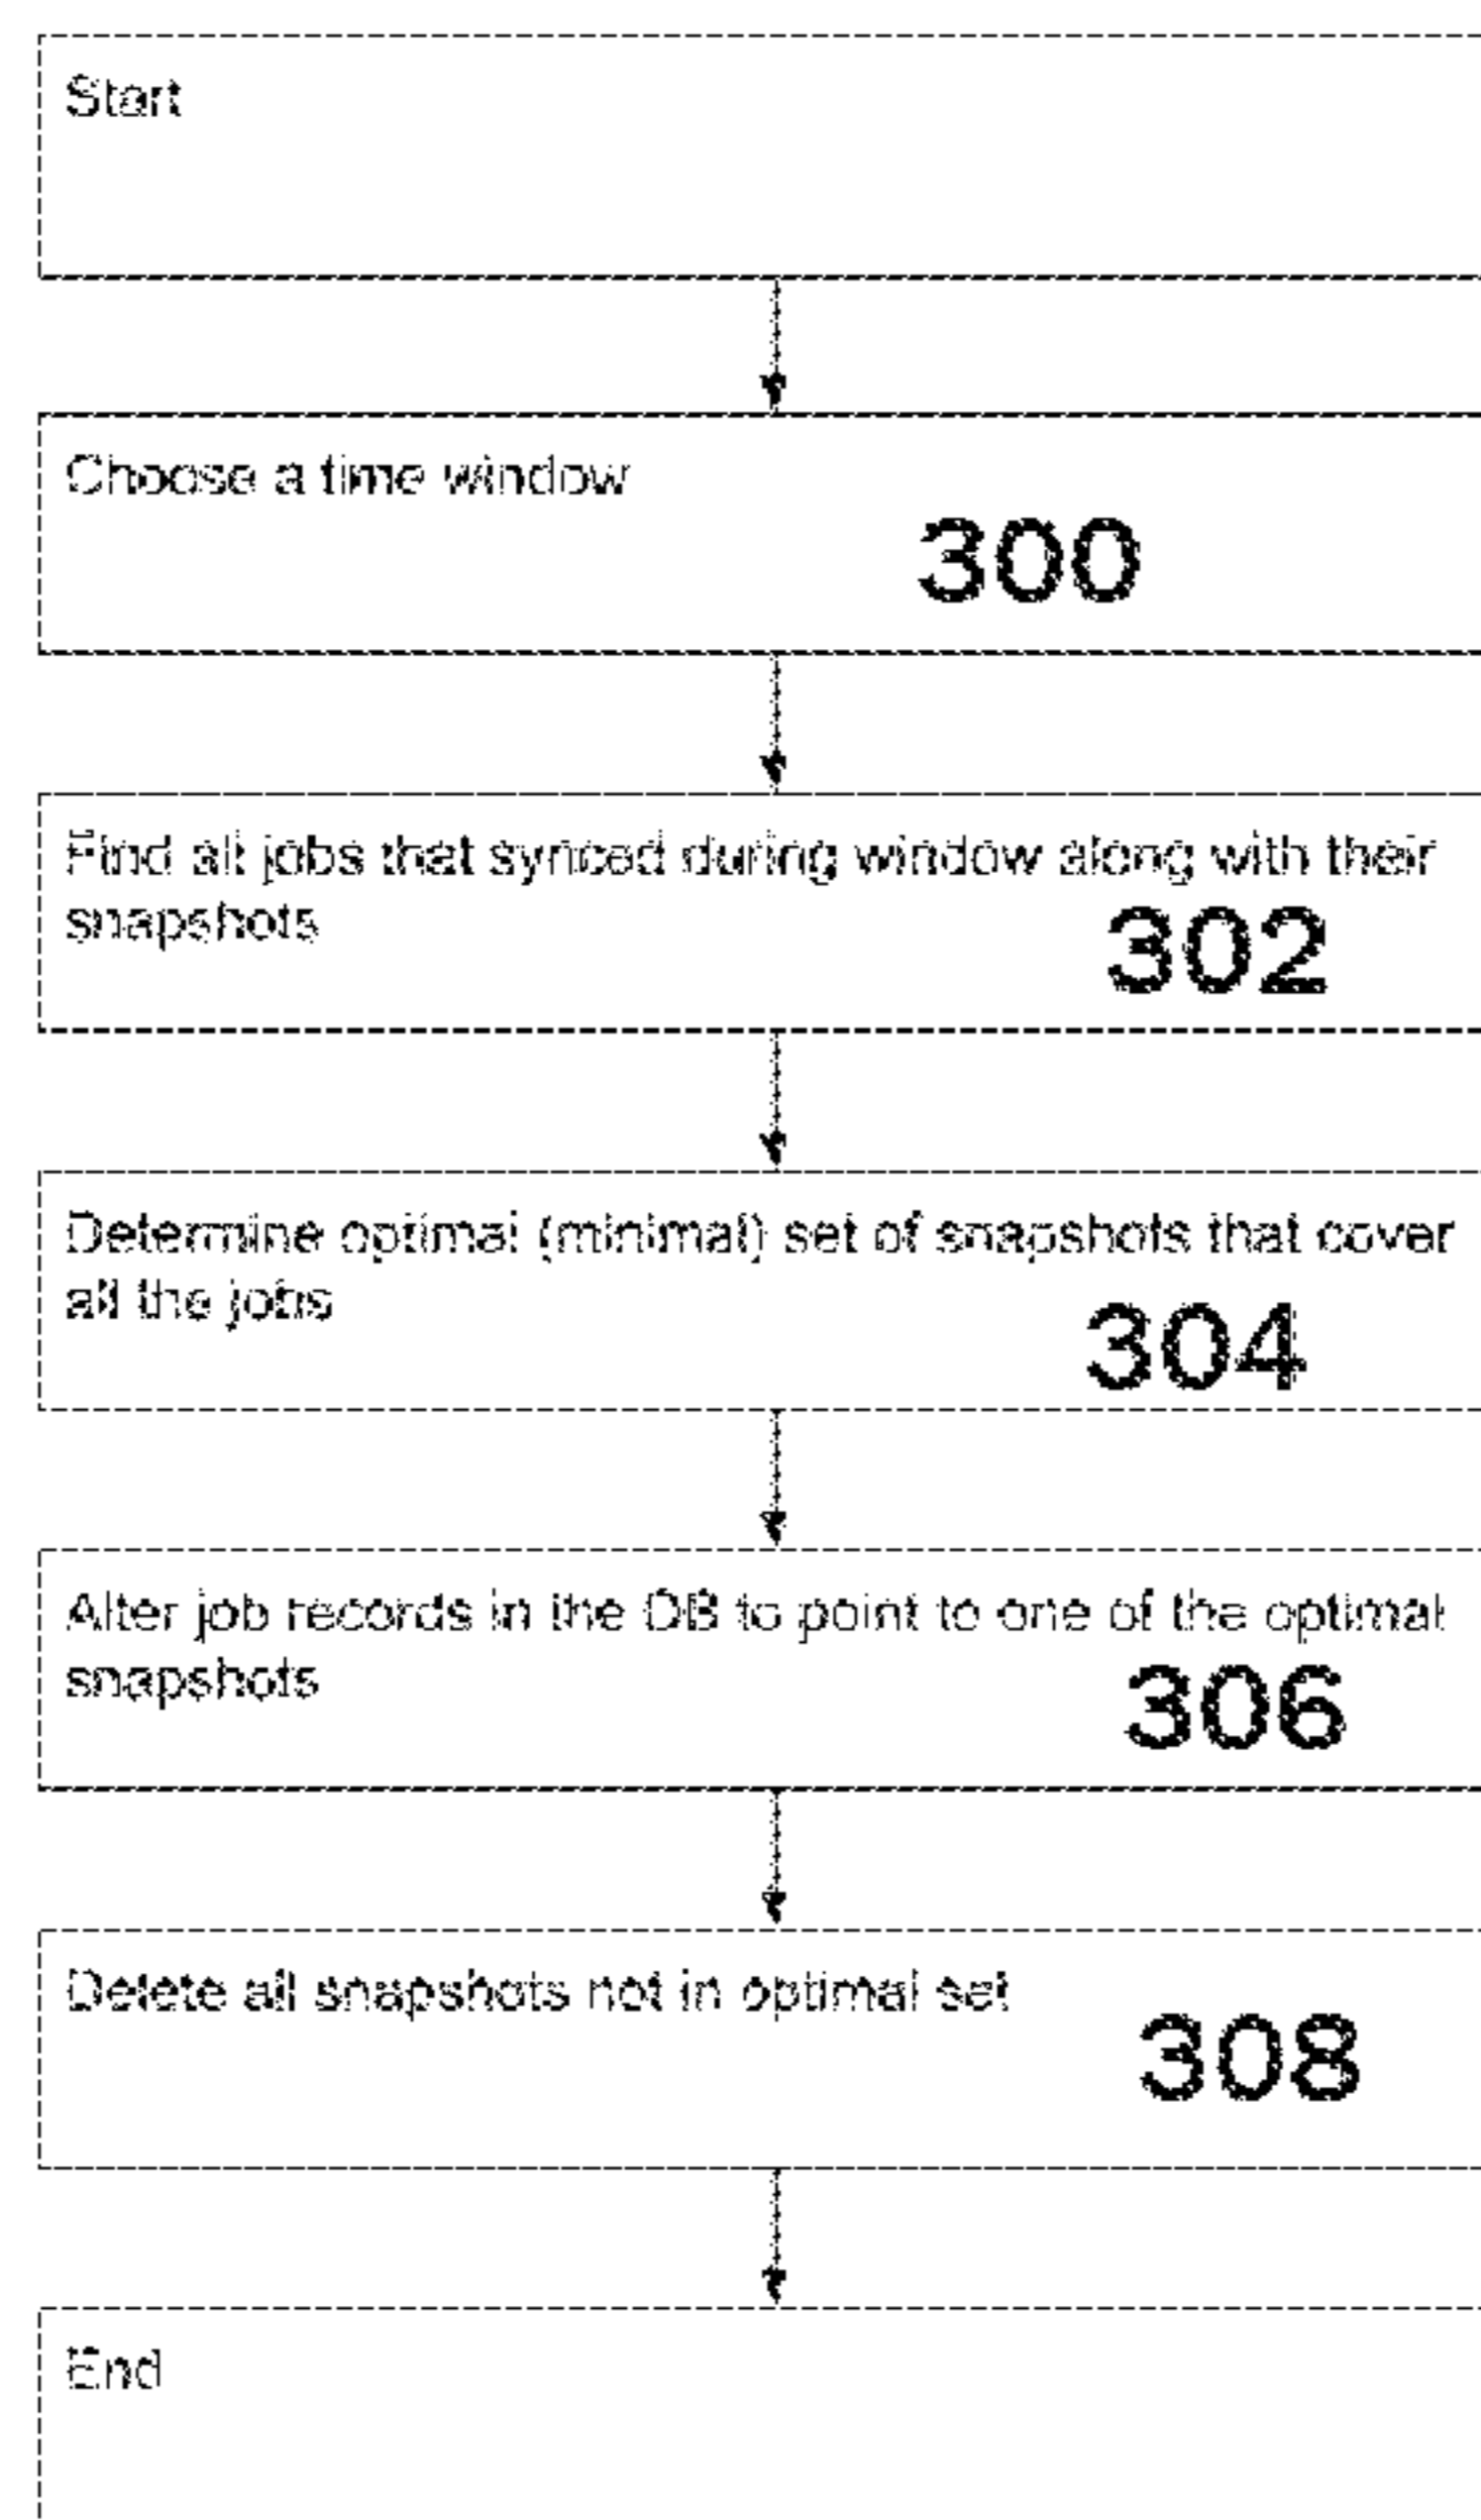 Start
Choose a time window
300
Find all jobs that synced during window along with their
snapshots
302
Determine optimal (minimal) set of snapshots that cover
all the jobs
304
Alter job records in the DB to point to one of the optimal
snapshots
306
Delete all snapshots not in optimal set
308
End